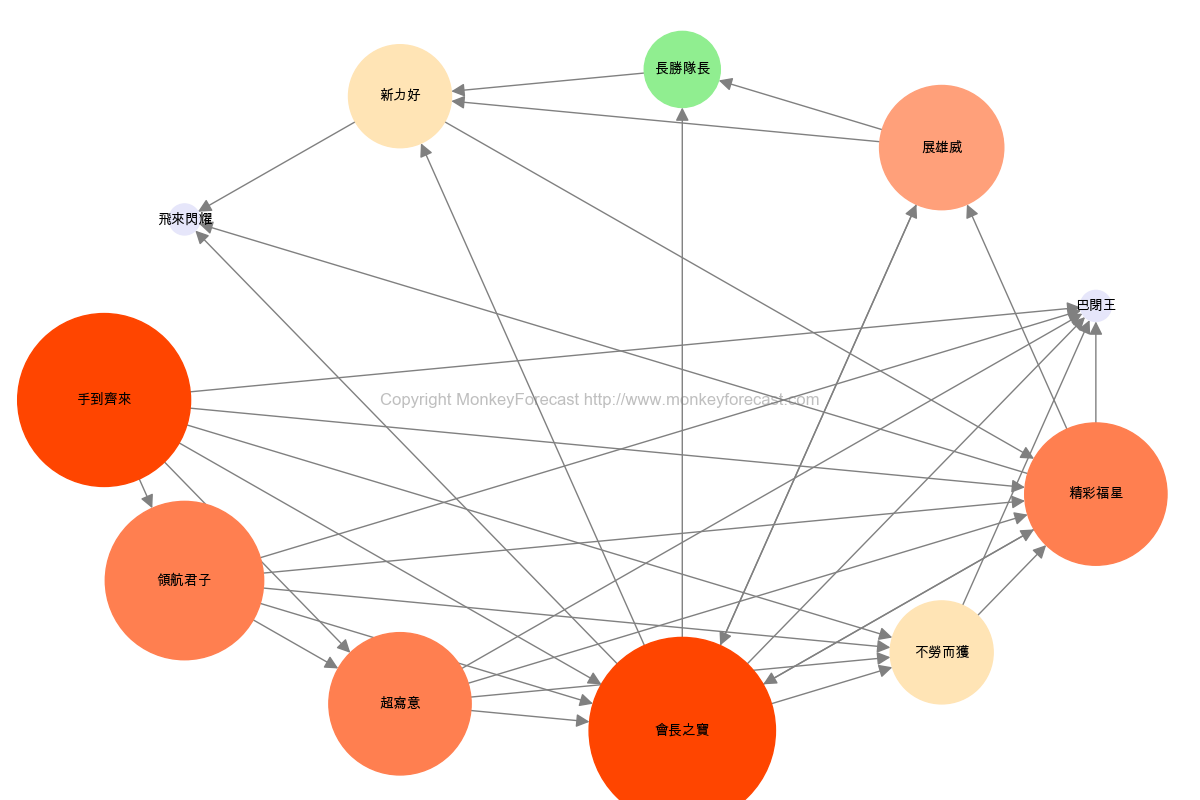 長勝隊長
新力好
展雄威
飛來閃耀
巴閉王
手到齊來
Copyright MonkeyForecast http://www.monkeyforecast.com
精彩福星
領航君子
不勞而獲
超寫意
會長之寶